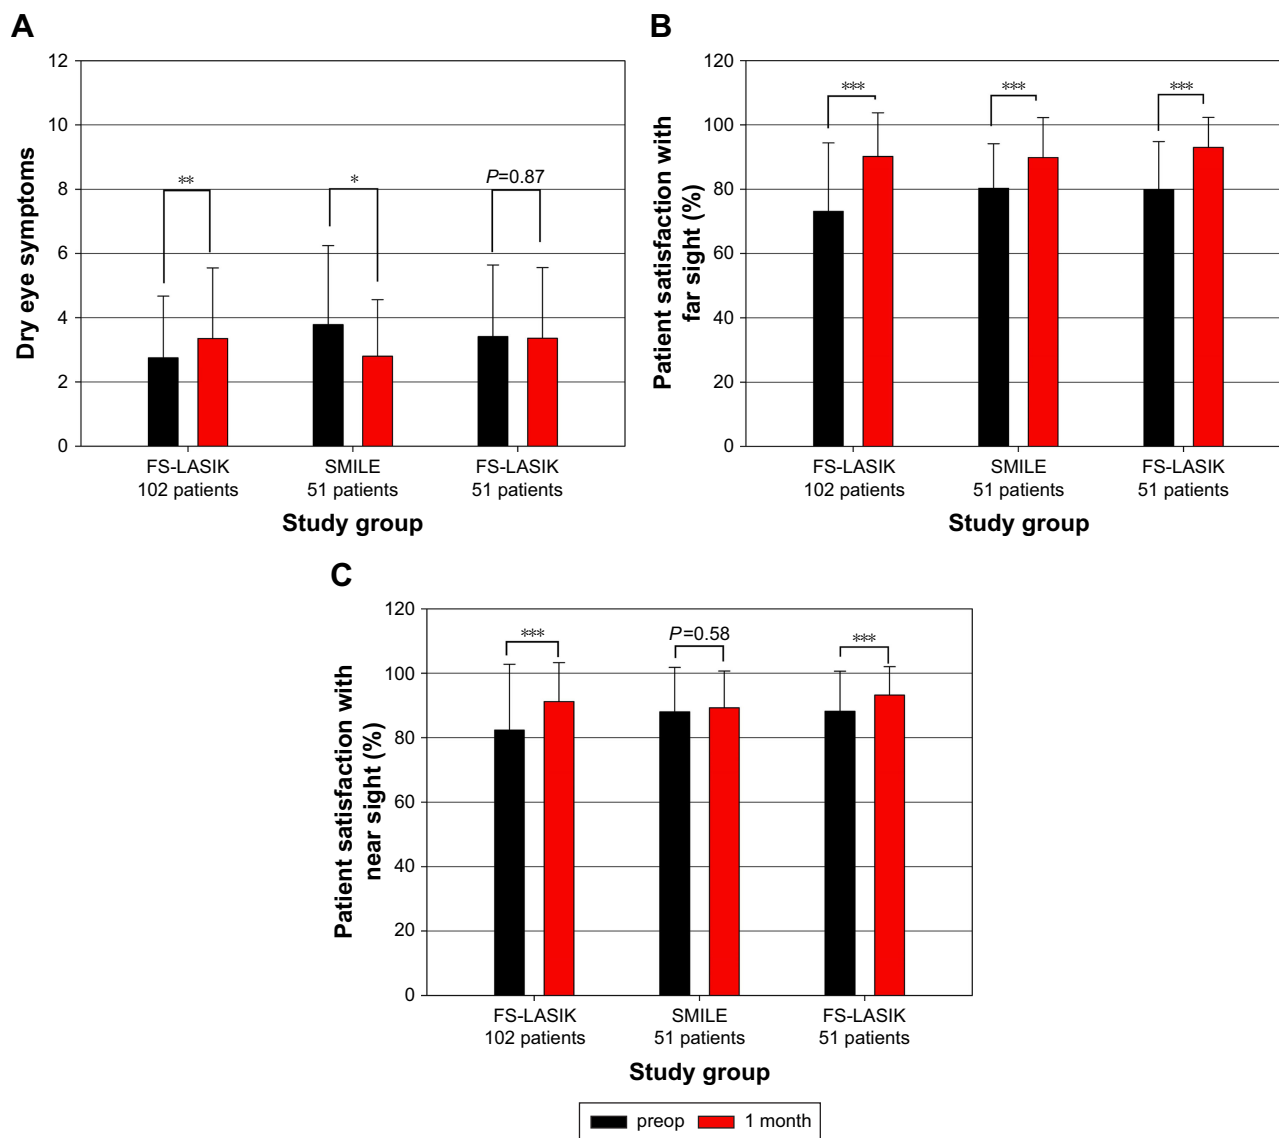 A
12
10
8
6
4
2
0
Dry eye symptoms
**
*
P=0.87
FS-LASIK
102 patients
SMILE
51 patients
FS-LASIK
51 patients
Study group
B
120
100
80
60
40
20
0
Patient satisfaction with
far sight (%)
***
***
***
FS-LASIK
102 patients
SMILE
51 patients
FS-LASIK
51 patients
Study group
C
120
100
80
60
40
20
0
Patient satisfaction with
near sight (%)
***
P=0.58
***
FS-LASIK
102 patients
SMILE
51 patients
FS-LASIK
51 patients
Study group
preop
1 month